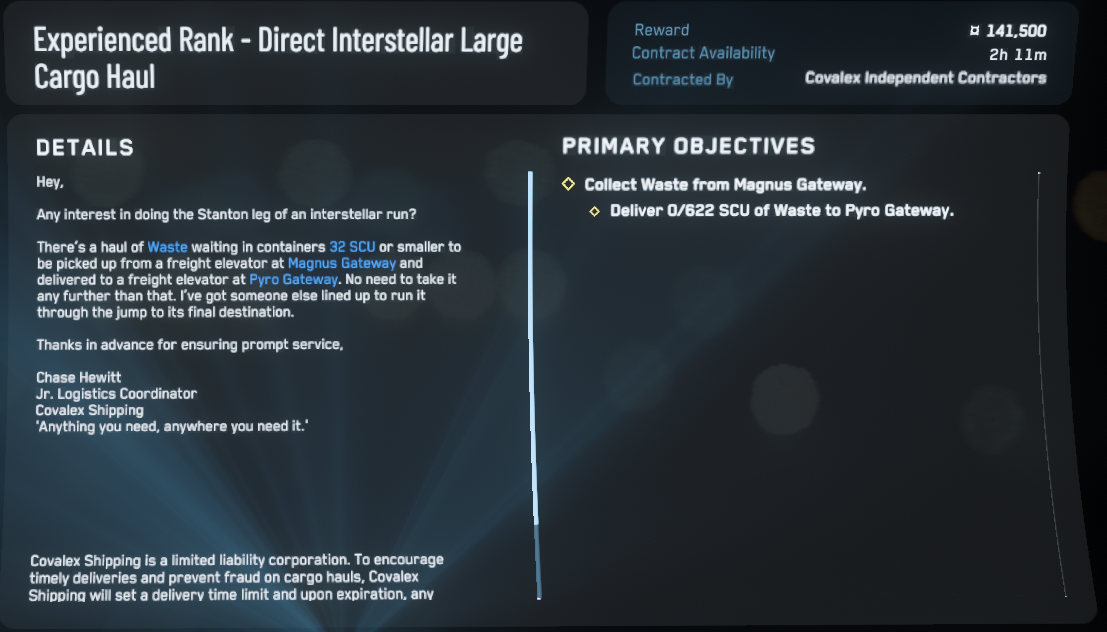 Experienced Rank - Direct Interstellar Large
Cargo Haul
Reward ¤ 141,500
Contract Availability 2h 11m
Contracted By Covalex Independent Contractors
DETAILS
Hey,
Any interest in doing the Stanton leg of an interstellar run?
There's a haul of Waste waiting in containers 32 SCU or smaller to
be picked up from a freight elevator at Magnus Gateway and
delivered to a freight elevator at Pyro Gateway. No need to take it
any further than that. I've got someone else lined up to run it
through the jump to its final destination.
Thanks in advance for ensuring prompt service,
Chase Hewitt
Jr. Logistics Coordinator
Covalex Shipping
'Anything you need, anywhere you need it.'
Covalex Shipping is a limited liability corporation. To encourage
timely deliveries and prevent fraud on cargo hauls, Covalex
Shipping will set a delivery time limit and upon expiration, any
PRIMARY OBJECTIVES
Collect Waste from Magnus Gateway.
Deliver 0/622 SCU of Waste to Pyro Gateway.